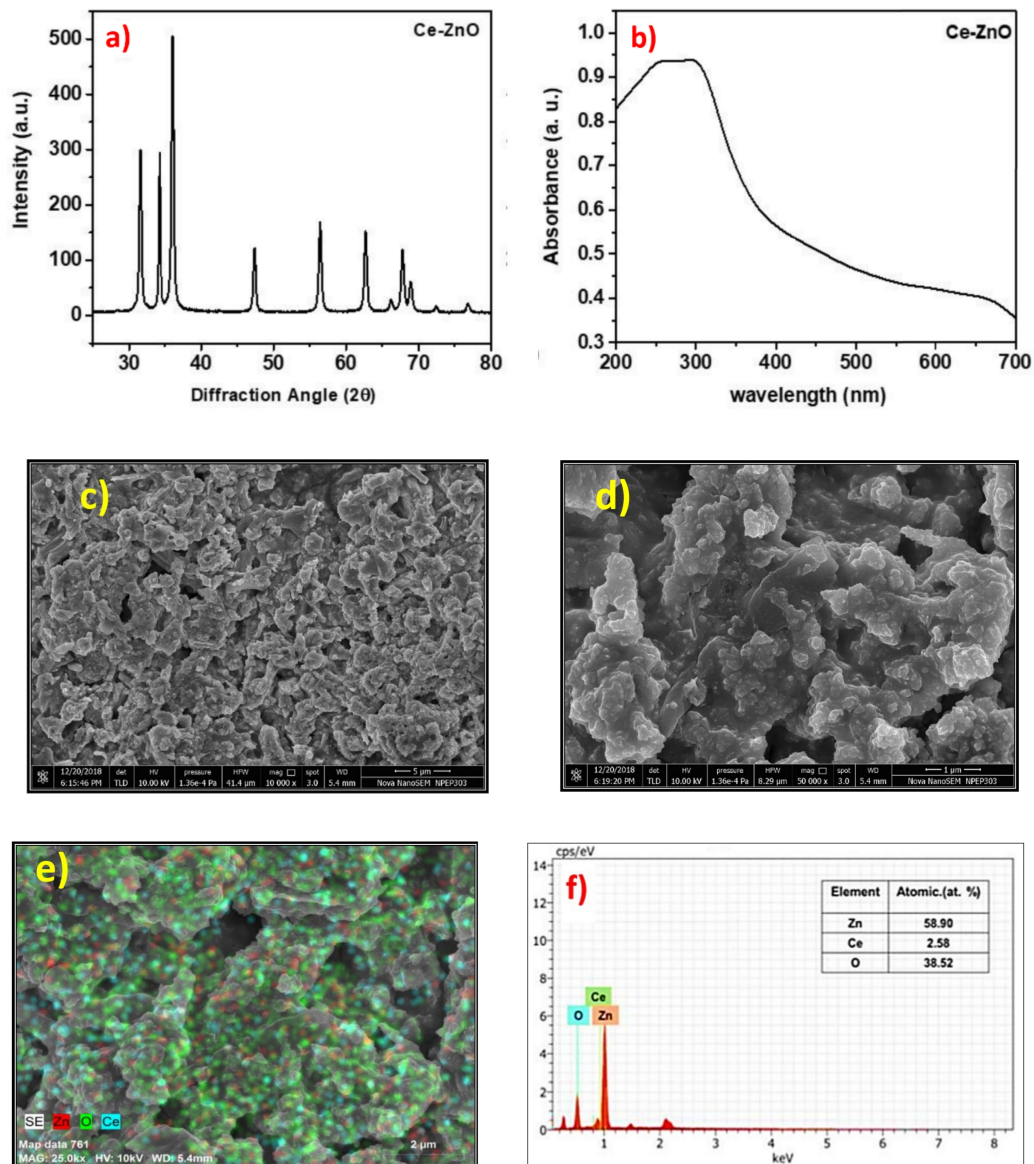 a)
Ce-ZnO
500
400
300
200
100
0
Intensity (a.u.)
30 40 50 60 70 80
Diffraction Angle (2θ)
b)
Ce-ZnO
1.0
0.9
0.8
0.7
0.6
0.5
0.4
0.3
Absorbance (a. u.)
200 300 400 500 600 700
wavelength (nm)
c)
12/20/2018 det HV pressure HFW mag spot WD 5 µm
6:15:46 PM TLD 10.00 kV 1.36e-4 Pa 41.4 µm 10 000 x 3.0 5.4 mm Nova NanoSEM NPEP303
d)
12/20/2018 det HV pressure HFW mag spot WD 1 µm
6:19:20 PM TLD 10.00 kV 1.36e-4 Pa 8.29 µm 50 000 x 3.0 5.4 mm Nova NanoSEM NPEP303
e)
SE Zn O Ce
Map data 761
MAG: 25.0kx HV: 10kV WD: 5.4mm
2 µm
f)
cps/eV
14
12
10
8
6
4
2
0
Element Atomic.(at. %)
Zn 58.90
Ce 2.58
O 38.52
Ce
O Zn
0 1 2 3 4 5 6 7 8
keV